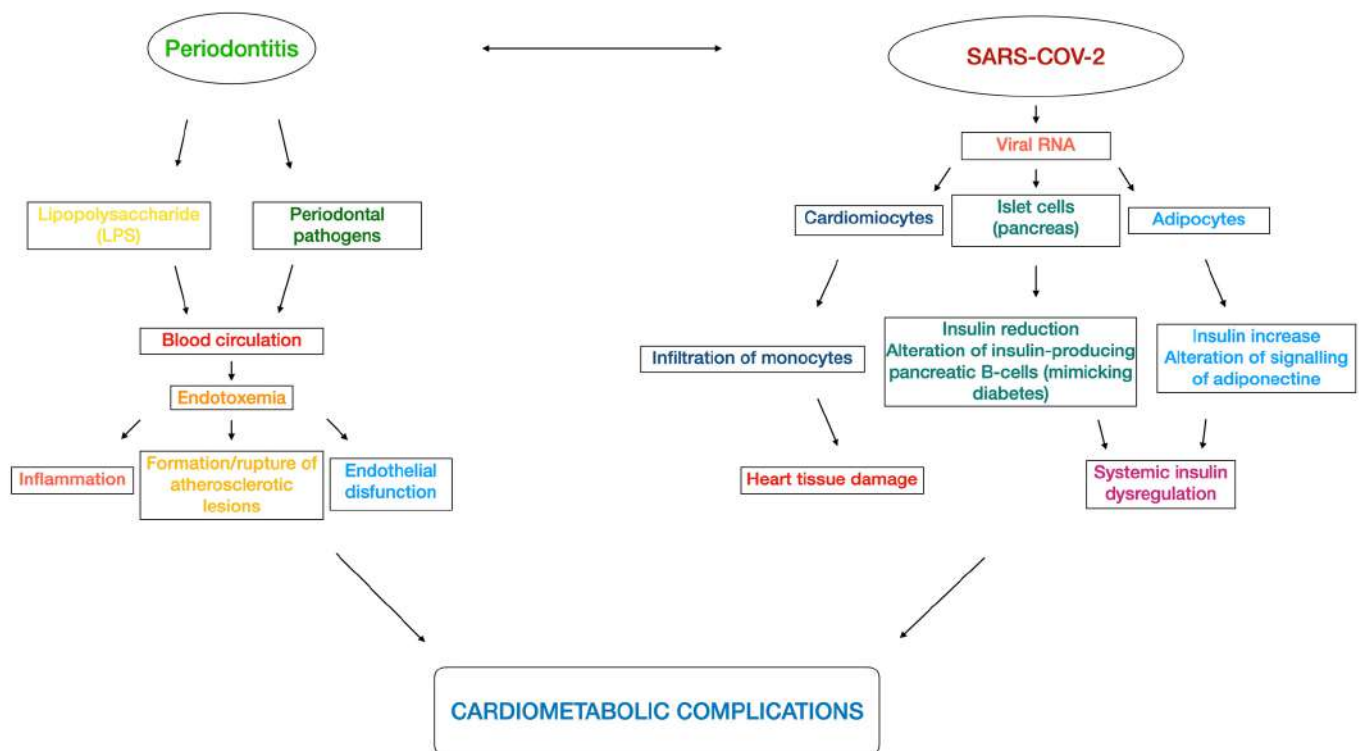 Periodontitis
SARS-COV-2
Viral RNA
Lipopolysaccharide
(LPS)
Periodontal
pathogens
Cardiomiocytes
Islet cells
(pancreas)
Adipocytes
Blood circulation
Endotoxemia
Infiltration of monocytes
Insulin reduction
Alteration of insulin-producing
pancreatic B-cells (mimicking
diabetes)
Insulin increase
Alteration of signalling
of adiponectine
Inflammation
Formation/rupture of
atherosclerotic
lesions
Endothelial
disfunction
Heart tissue damage
Systemic insulin
dysregulation
CARDIOMETABOLIC COMPLICATIONS